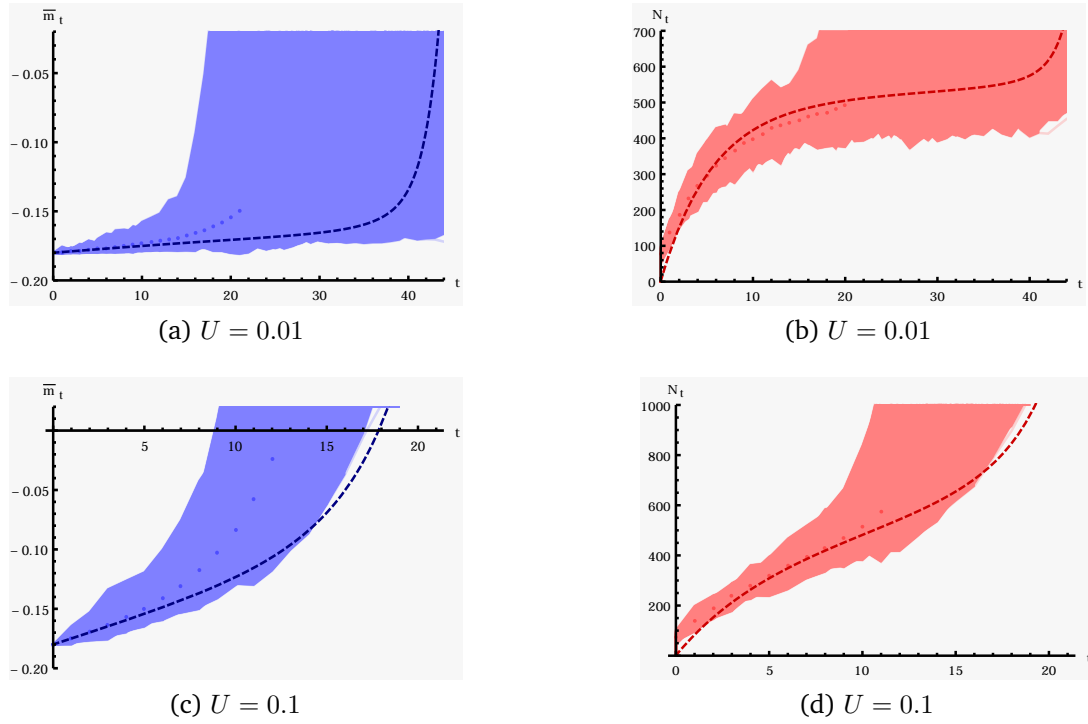 m̅ t
−0.05
−0.10
−0.15
−0.20
0 10 20 30 40 t
(a) U = 0.01
N t
700
600
500
400
300
200
100
0
0 10 20 30 40 t
(b) U = 0.01
m̅ t
5 10 15 20 t
−0.05
−0.10
−0.15
−0.20
(c) U = 0.1
N t
1000
800
600
400
200
0 5 10 15 20 t
(d) U = 0.1